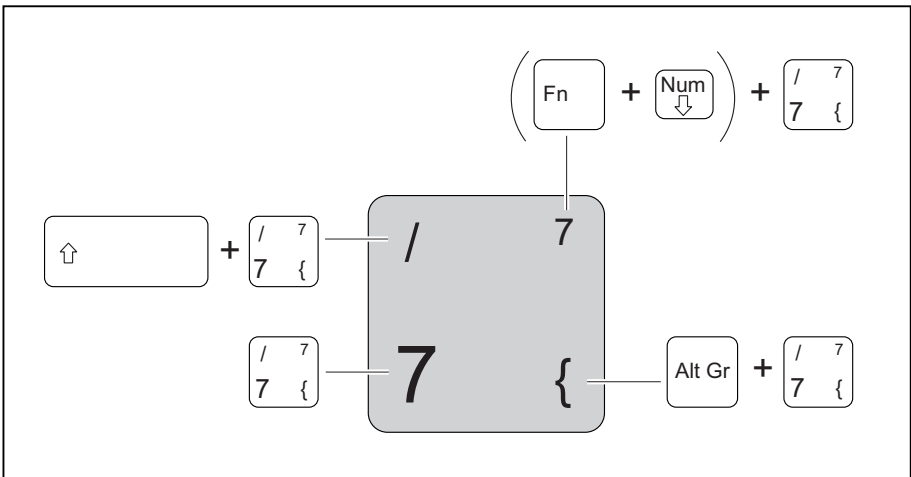 ( Fn + Num ⇩ ) + / 7
7 {
⇧ + / 7
7 {
/ 7
7 {
/ 7
7 {
Alt Gr + / 7
7 {